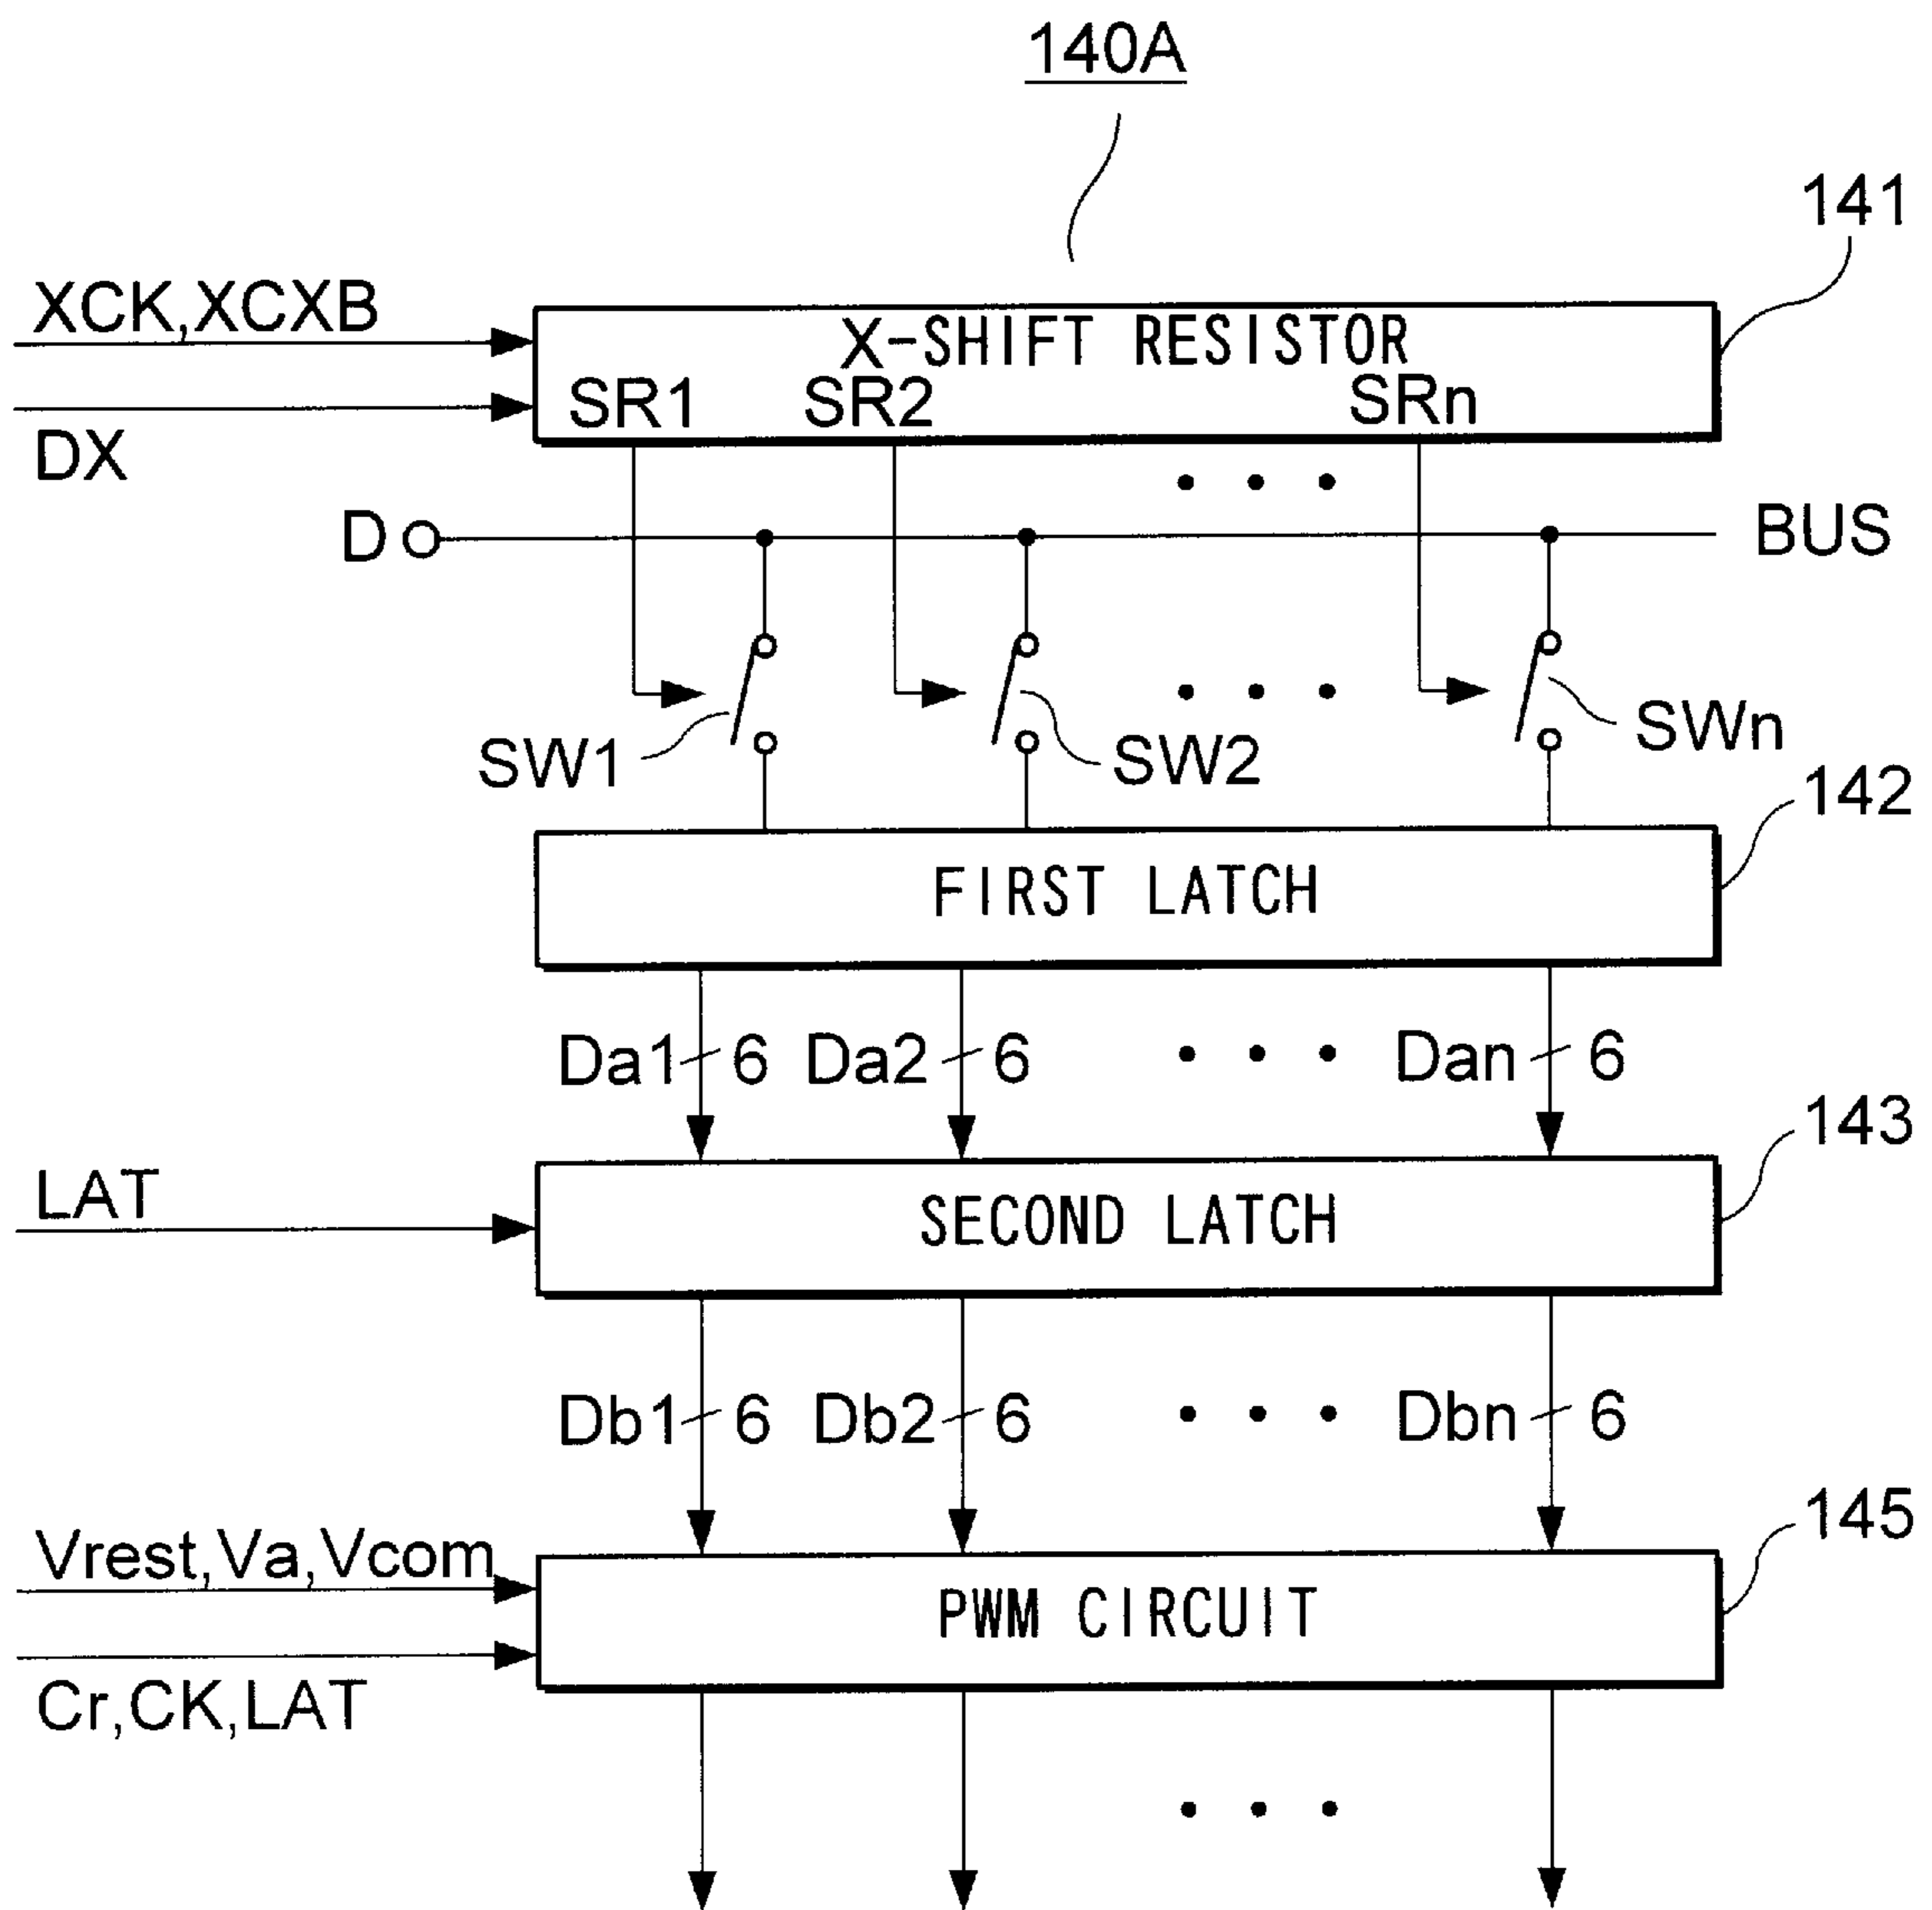 140A
141
XCK,XCXB
X-SHIFT RESISTOR
SR1 SR2 SRn
DX
D BUS
SW1 SW2 SWn
142
FIRST LATCH
Da1 6 Da2 6 Dan 6
143
LAT
SECOND LATCH
Db1 6 Db2 6 Dbn 6
145
Vrest,Va,Vcom
PWM CIRCUIT
Cr,CK,LAT